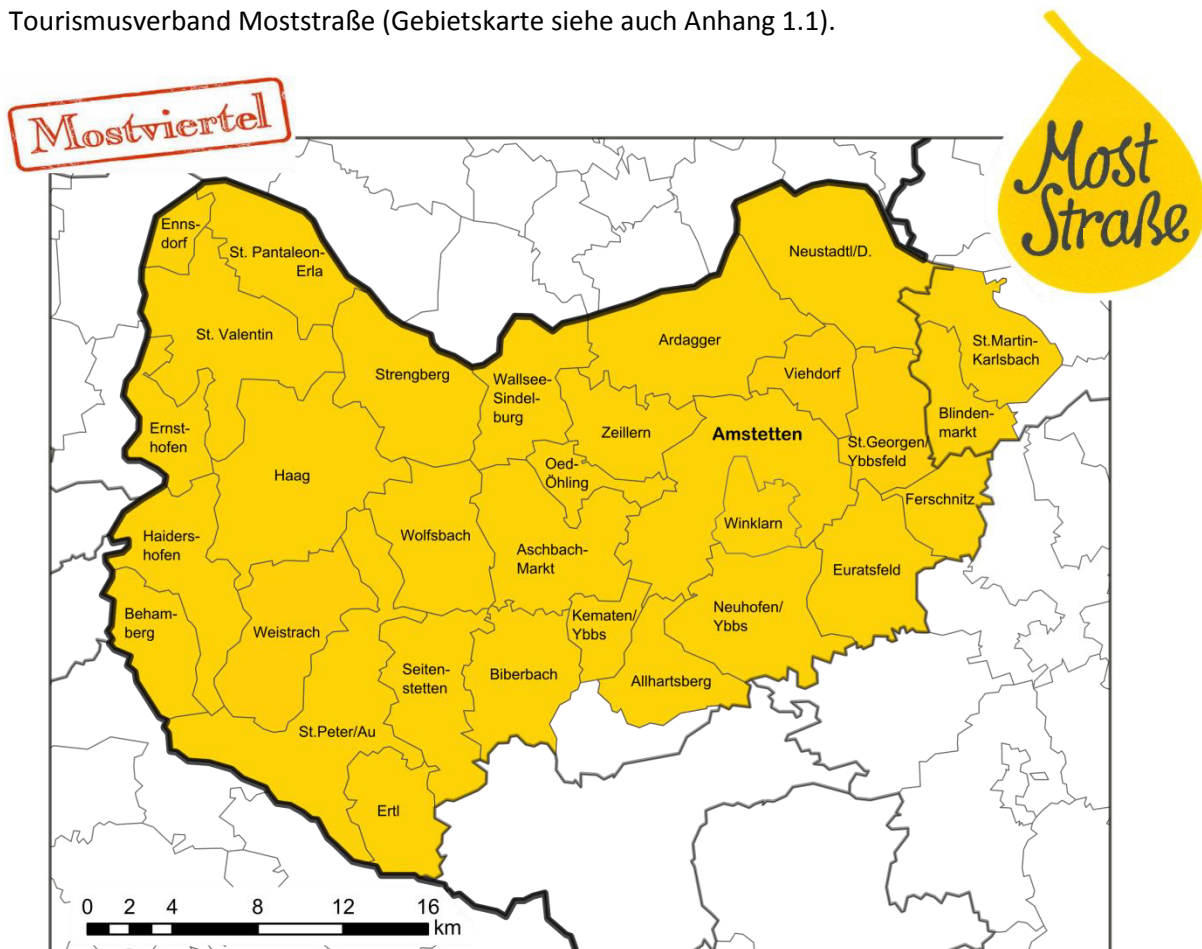 Tourismusverband Moststraße (Gebietskarte siehe auch Anhang 1.1).
Mostviertel
Most
Straße
Enns-
dorf
St. Pantaleon-
Erla
Neustadtl/D.
St. Valentin
Ardagger
St.Martin-
Karlsbach
Strengberg
Wallsee-
Sindel-
burg
Viehdorf
Ernst-
hofen
Zeillern
Amstetten
Blinden-
markt
St.Georgen/
Ybbsfeld
Haag
Oed-
Öhling
Ferschnitz
Haiders-
hofen
Wolfsbach
Aschbach-
Markt
Winklarn
Euratsfeld
Beham-
berg
Weistrach
Kematen/
Ybbs
Neuhofen/
Ybbs
Seiten-
stetten
Biberbach
Allhartsberg
St.Peter/Au
Ertl
0 2 4 8 12 16
km